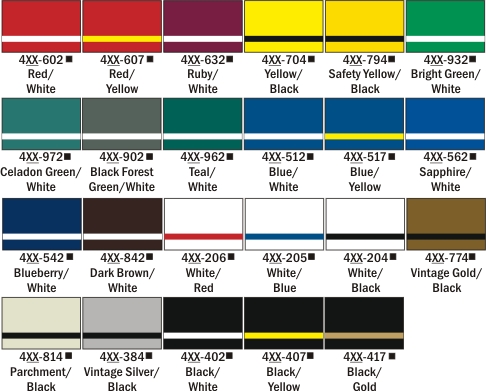 4XX-602■ 4XX-607■ 4XX-632■ 4XX-704■ 4XX-794■ 4XX-932■
Red/ Red/ Ruby/ Yellow/ Safety Yellow/ Bright Green/
White Yellow White Black Black White
4XX-972■ 4XX-902■ 4XX-962■ 4XX-512■ 4XX-517■ 4XX-562■
Celadon Green/ Black Forest Teal/ Blue/ Blue/ Sapphire/
White Green/White White White Yellow White
4XX-542■ 4XX-842■ 4XX-206■ 4XX-205■ 4XX-204■ 4XX-774■
Blueberry/ Dark Brown/ White/ White/ White/ Vintage Gold/
White White Red Blue Black Black
4XX-814■ 4XX-384■ 4XX-402■ 4XX-407■ 4XX-417■
Parchment/ Vintage Silver/ Black/ Black/ Black/
Black Black White Yellow Gold